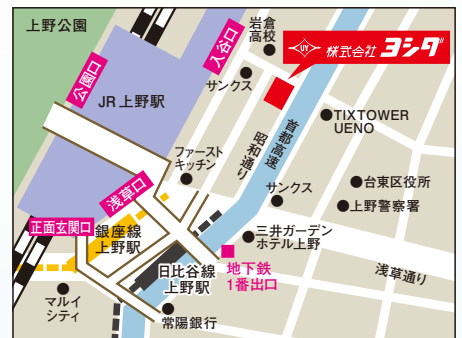 上野公園
岩倉
高校
入谷口
UY 株式会社 ヨシダ
公園口
サンクス
JR上野駅
首都高速
昭和通り
TIXTOWER
UENO
ファースト
キッチン
浅草口
サンクス
台東区役所
上野警察署
正面玄関口
銀座線
上野駅
三井ガーデン
ホテル上野
日比谷線
上野駅
地下鉄
1番出口
浅草通り
マルイ
シティ
常陽銀行